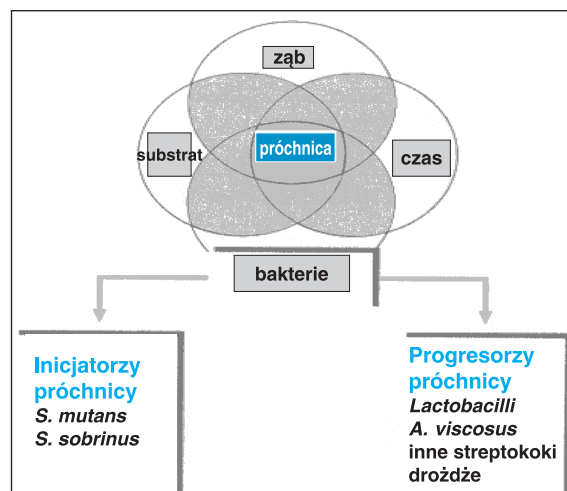 ząb
substrat
próchnica
czas
bakterie
Inicjatorzy
próchnicy
S. mutans
S. sobrinus
Progresorzy
próchnicy
Lactobacilli
A. viscosus
inne streptokoki
drożdże